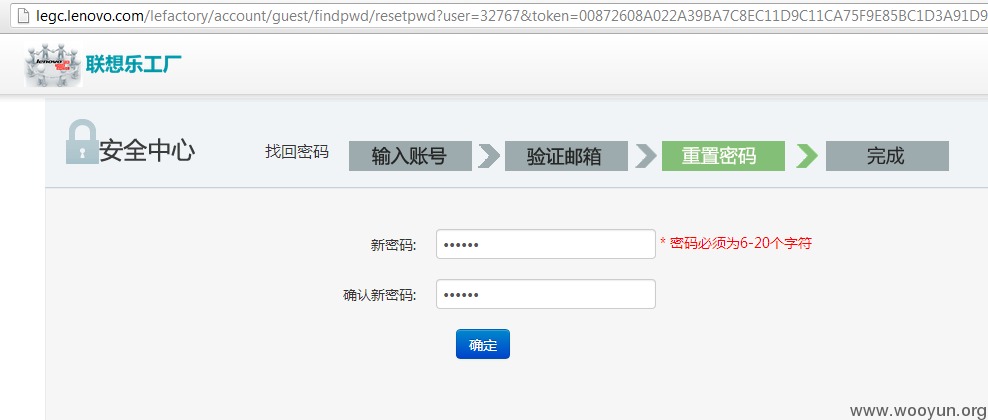 legc.lenovo.com/lefactory/account/guest/findpwd/resetpwd?user=32767&token=00872608A022A39BA7C8EC11D9C11CA75F9E85BC1D3A91D9
lenovo 联想乐工厂
安全中心 找回密码 输入账号 验证邮箱 重置密码 完成
新密码: •••••• * 密码必须为6-20个字符
确认新密码: ••••••
确定
www.wooyun.org